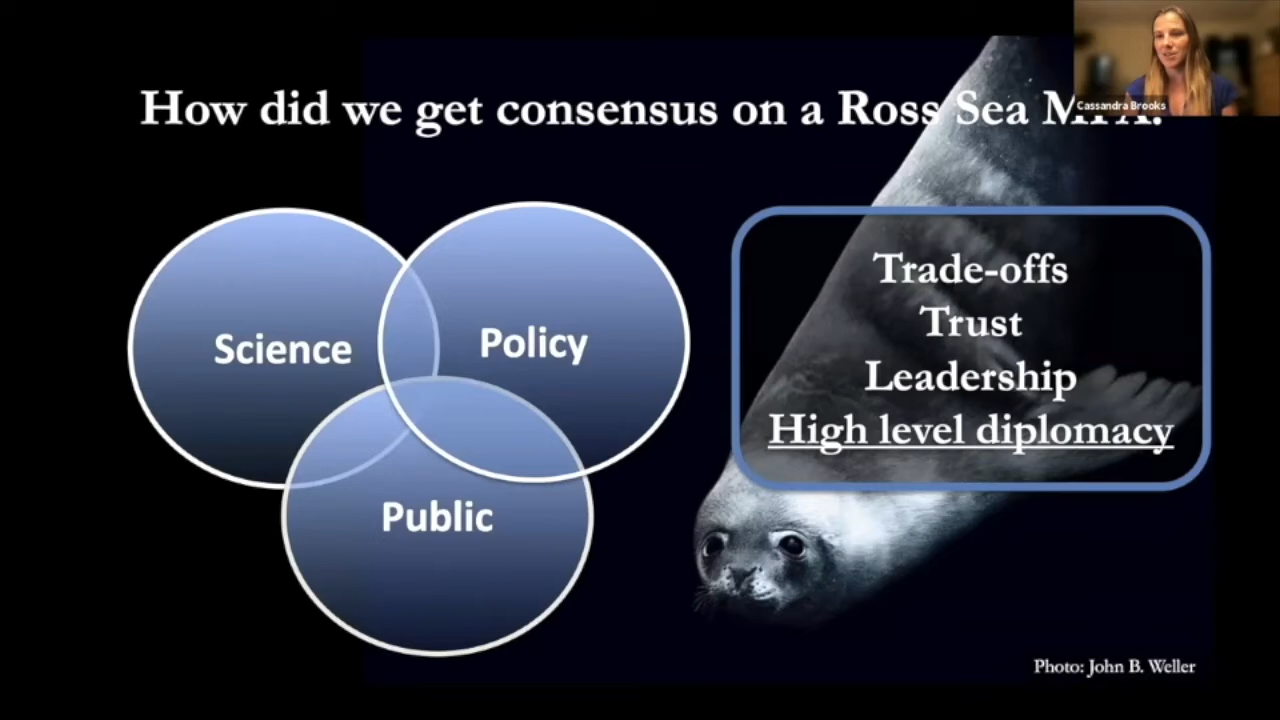 How did we get consensus on a Ross Sea MPA?
Cassandra Brooks
Science
Policy
Public
Trade-offs
Trust
Leadership
High level diplomacy
Photo: John B. Weller